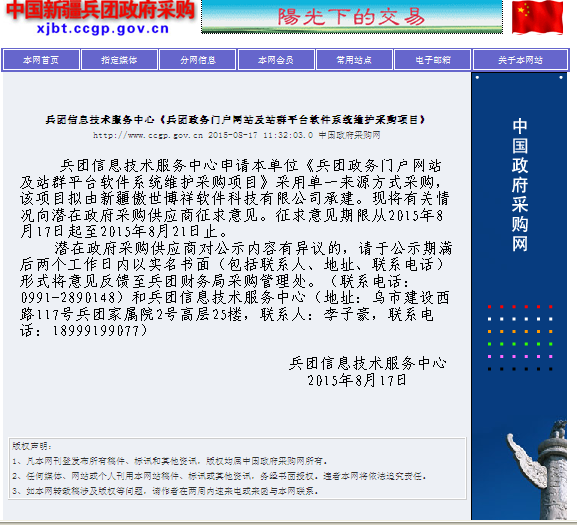 中国新疆兵团政府采购
xjbt.ccgp.gov.cn
陽光下的交易
本网首页 指定媒体 分网信息 本网会员 常用站点 电子邮箱 关于本网站
兵团信息技术服务中心《兵团政务门户网站及站群平台软件系统维护采购项目》
http://www.ccgp.gov.cn 2015-08-17 11:32:03.0 中国政府采购网
兵团信息技术服务中心申请本单位《兵团政务门户网站
及站群平台软件系统维护采购项目》采用单一来源方式采购,
该项目拟由新疆傲世博祥软件科技有限公司承建。现将有关情
况向潜在政府采购供应商征求意见。征求意见期限从2015年8
月17日起至2015年8月21日止。
潜在政府采购供应商对公示内容有异议的，请于公示期满
后两个工作日内以实名书面（包括联系人、地址、联系电话）
形式将意见反馈至兵团财务局采购管理处。（联系电话：
0991-2890148）和兵团信息技术服务中心（地址：乌市建设西
路117号兵团家属院2号高层25楼，联系人：李子豪，联系电
话：18999199077）
兵团信息技术服务中心
2015年8月17日
中国政府采购网
版权声明：
1、凡本网刊登发布所有稿件、标讯和其他资讯，版权均属中国政府采购网所有。
2、任何媒体、网站或个人刊用本网站稿件、标讯或其他资讯，务经书面授权。违者本网将依法追究责任。
3、如本网转载稿涉及版权等问题，请作者在两周内速来电或来函与本网联系。